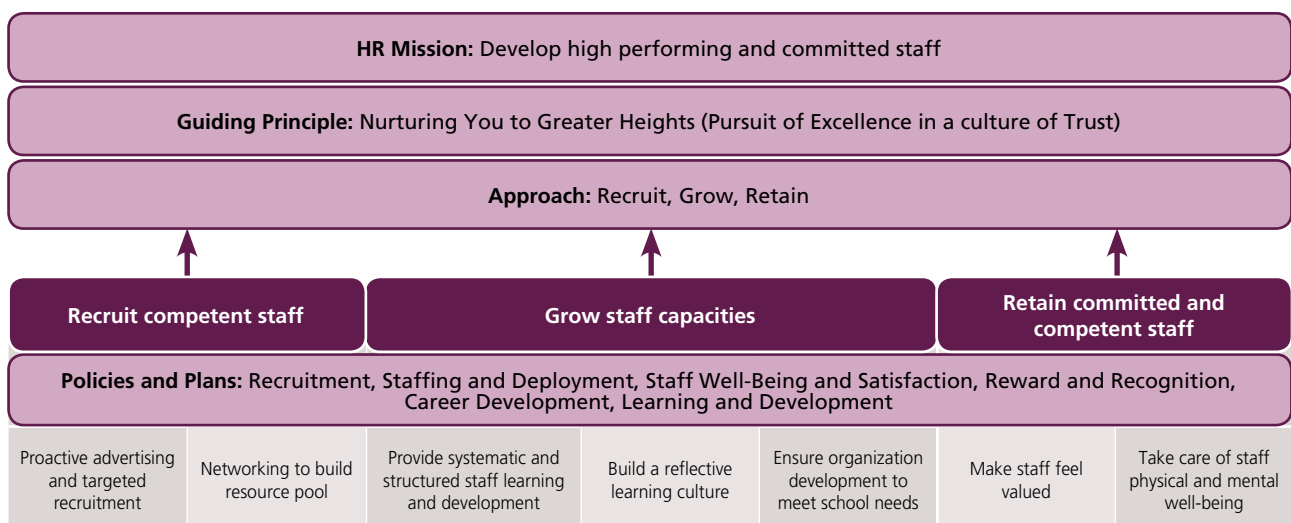 HR Mission: Develop high performing and committed staff
Guiding Principle: Nurturing You to Greater Heights (Pursuit of Excellence in a culture of Trust)
Approach: Recruit, Grow, Retain
Recruit competent staff
Grow staff capacities
Retain committed and
competent staff
Policies and Plans: Recruitment, Staffing and Deployment, Staff Well-Being and Satisfaction, Reward and Recognition,
Career Development, Learning and Development
Proactive advertising
and targeted
recruitment
Networking to build
resource pool
Provide systematic and
structured staff learning
and development
Build a reflective
learning culture
Ensure organization
development to
meet school needs
Make staff feel
valued
Take care of staff
physical and mental
well-being